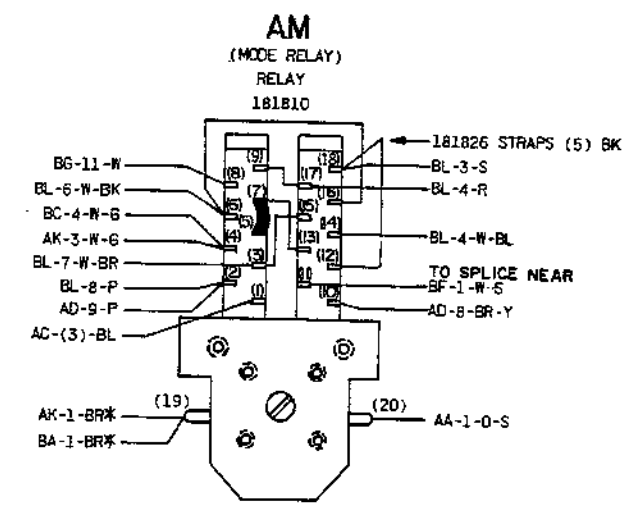 AM
(MODE RELAY)
RELAY
181810
181826 STRAPS (5) BK
BG-11-W
BL-6-W-BK
BC-4-W-G
AK-3-W-G
BL-7-W-BR
BL-8-P
AD-9-P
AC-(3)-BL
(9)
(8)
(7)
(6)
(5)
(4)
(3)
(2)
(1)
(18)
(17)
(16)
(15)
(14)
(13)
(12)
(11)
(10)
BL-3-S
BL-4-R
BL-4-W-BL
TO SPLICE NEAR
BF-1-W-S
AD-8-BR-Y
(19)
(20)
AK-1-BR*
BA-1-BR*
AA-1-O-S